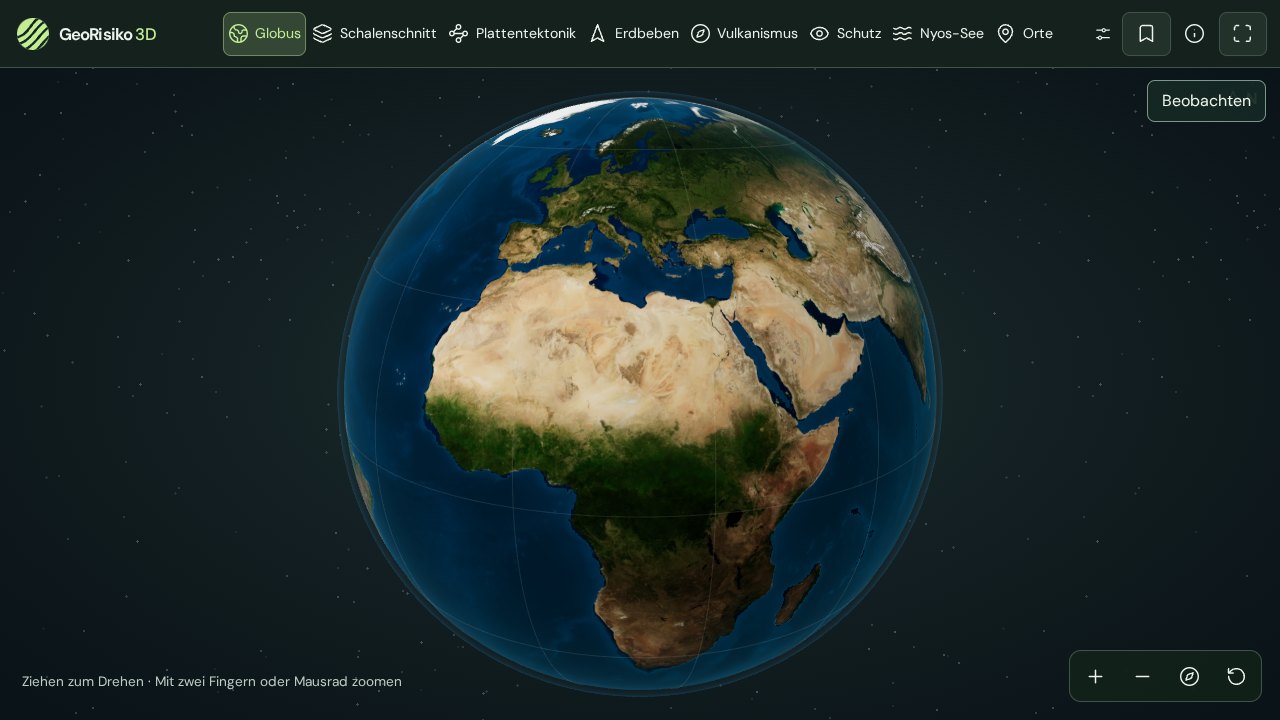 GeoRisiko 3D
Globus
Schalenschnitt
Plattentektonik
Erdbeben
Vulkanismus
Schutz
Nyos-See
Orte
Beobachten
Ziehen zum Drehen · Mit zwei Fingern oder Mausrad zoomen